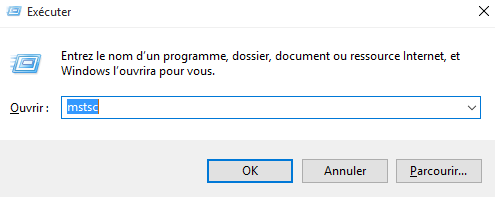 Exécuter
Entrez le nom d'un programme, dossier, document ou ressource Internet, et
Windows l'ouvrira pour vous.
Ouvrir : mstsc
OK Annuler Parcourir...